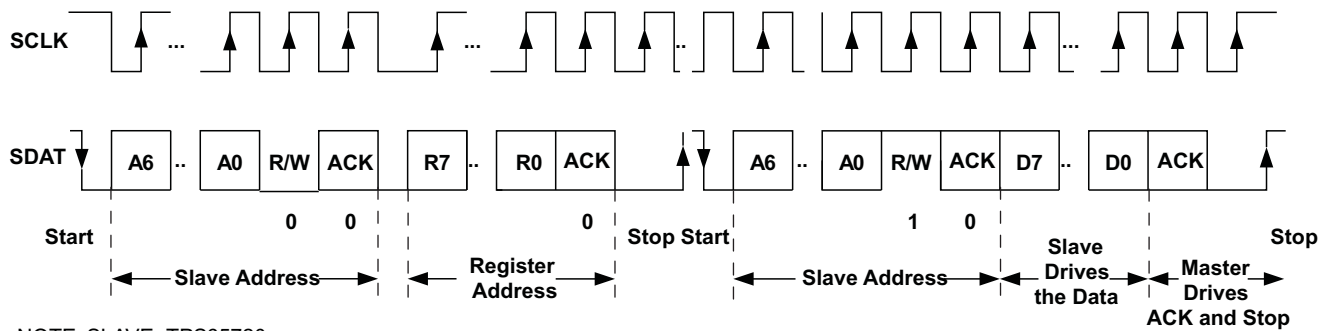 SCLK ... ... .. ...
SDAT A6 .. A0 R/W ACK R7 .. R0 ACK A6 .. A0 R/W ACK D7 .. D0 ACK
0 0 0 1 0
Start Stop Start Stop
Slave Address Register Address Slave Address Slave Drives the Data Master Drives ACK and Stop